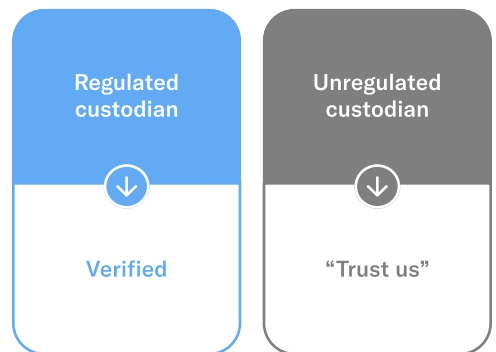 Regulated
custodian
Verified
Unregulated
custodian
“Trust us”